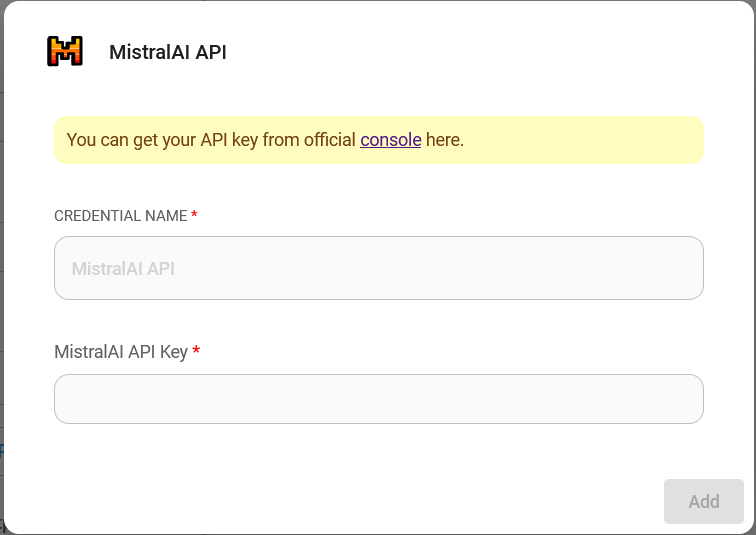 MistralAI API
You can get your API key from official console here.
CREDENTIAL NAME *
MistralAI API
MistralAI API Key *
Add